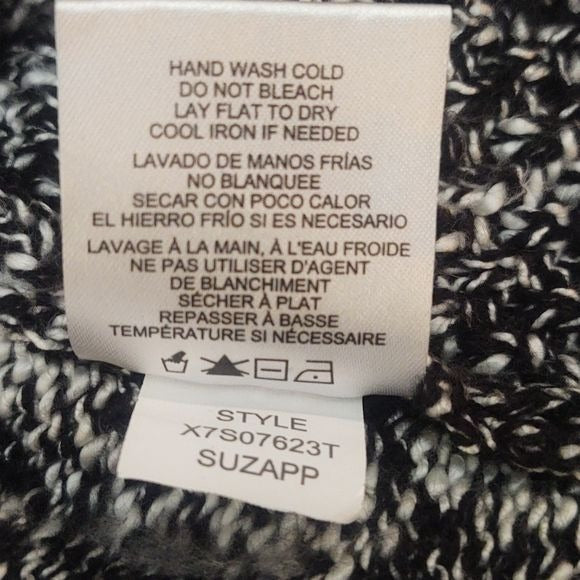 HAND WASH COLD
DO NOT BLEACH
LAY FLAT TO DRY
COOL IRON IF NEEDED
LAVADO DE MANOS FRÍAS
NO BLANQUEE
SECAR CON POCO CALOR
EL HIERRO FRÍO SI ES NECESARIO
LAVAGE À LA MAIN, À L'EAU FROIDE
NE PAS UTILISER D'AGENT
DE BLANCHIMENT
SÉCHER À PLAT
REPASSER À BASSE
TEMPÉRATURE SI NÉCESSAIRE
STYLE
X7S07623T
SUZAPP